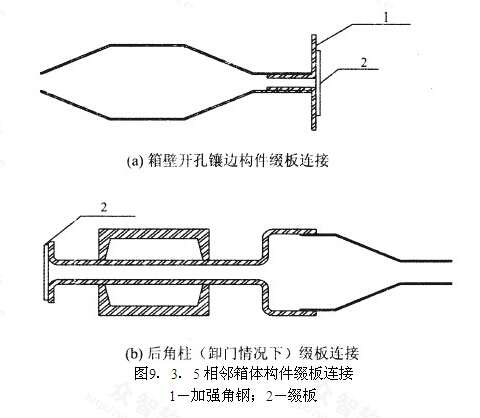 1
2
(a) 箱壁开孔镶边构件缀板连接
2
(b) 后角柱（卸门情况下）缀板连接
图9．3．5 相邻箱体构件缀板连接
1—加强角钢；2—缀板